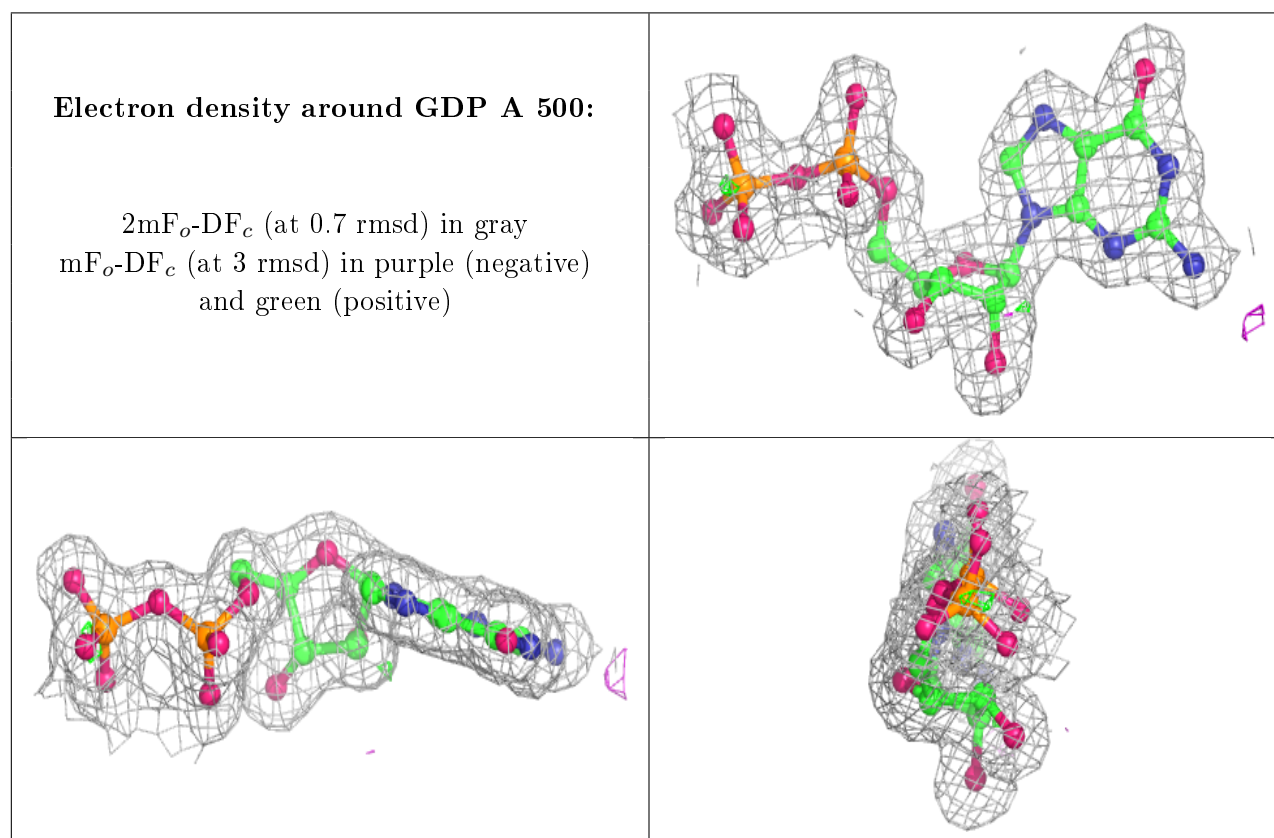 Electron density around GDP A 500:
2mFₒ-DF𝑐 (at 0.7 rmsd) in gray
mFₒ-DF𝑐 (at 3 rmsd) in purple (negative)
and green (positive)